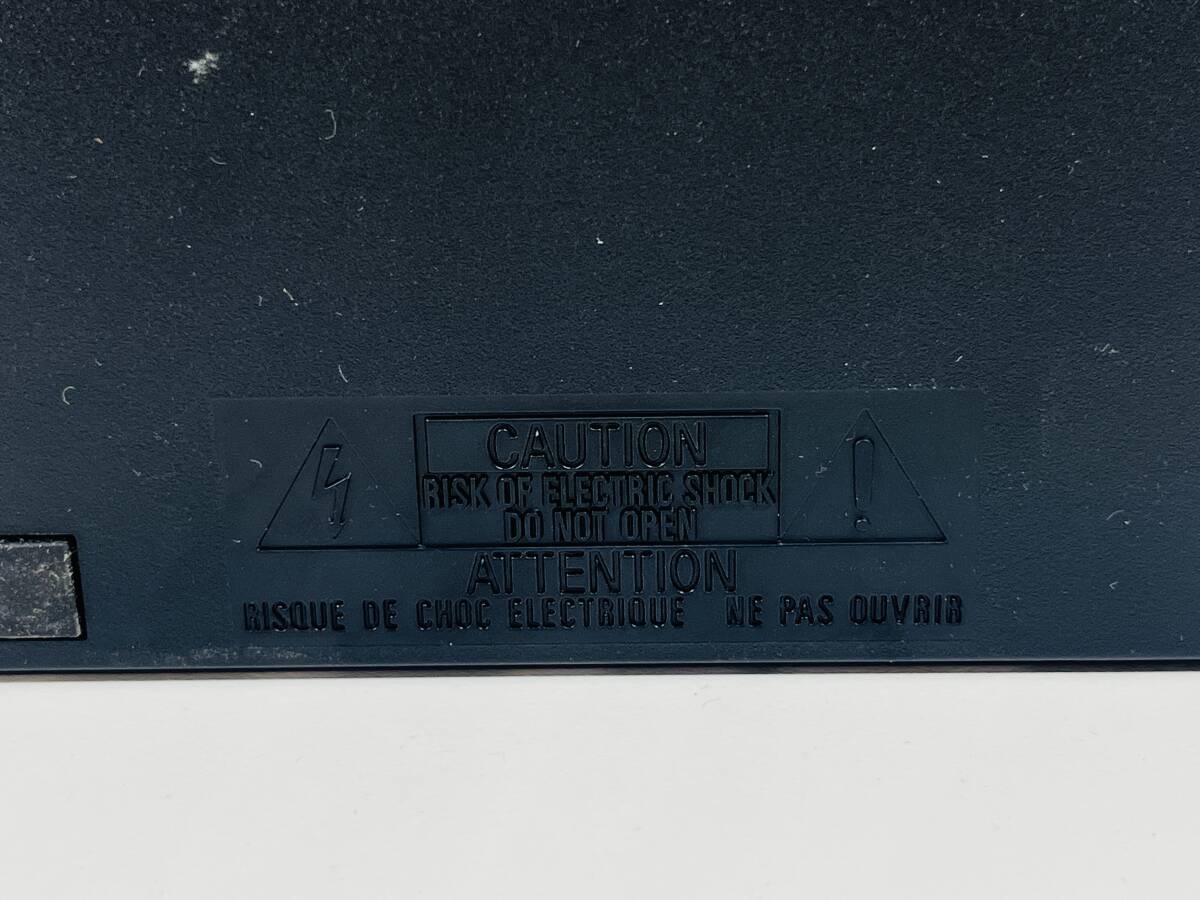 CAUTION
RISK OF ELECTRIC SHOCK
DO NOT OPEN
ATTENTION
RISQUE DE CHOC ELECTRIQUE NE PAS OUVRIR